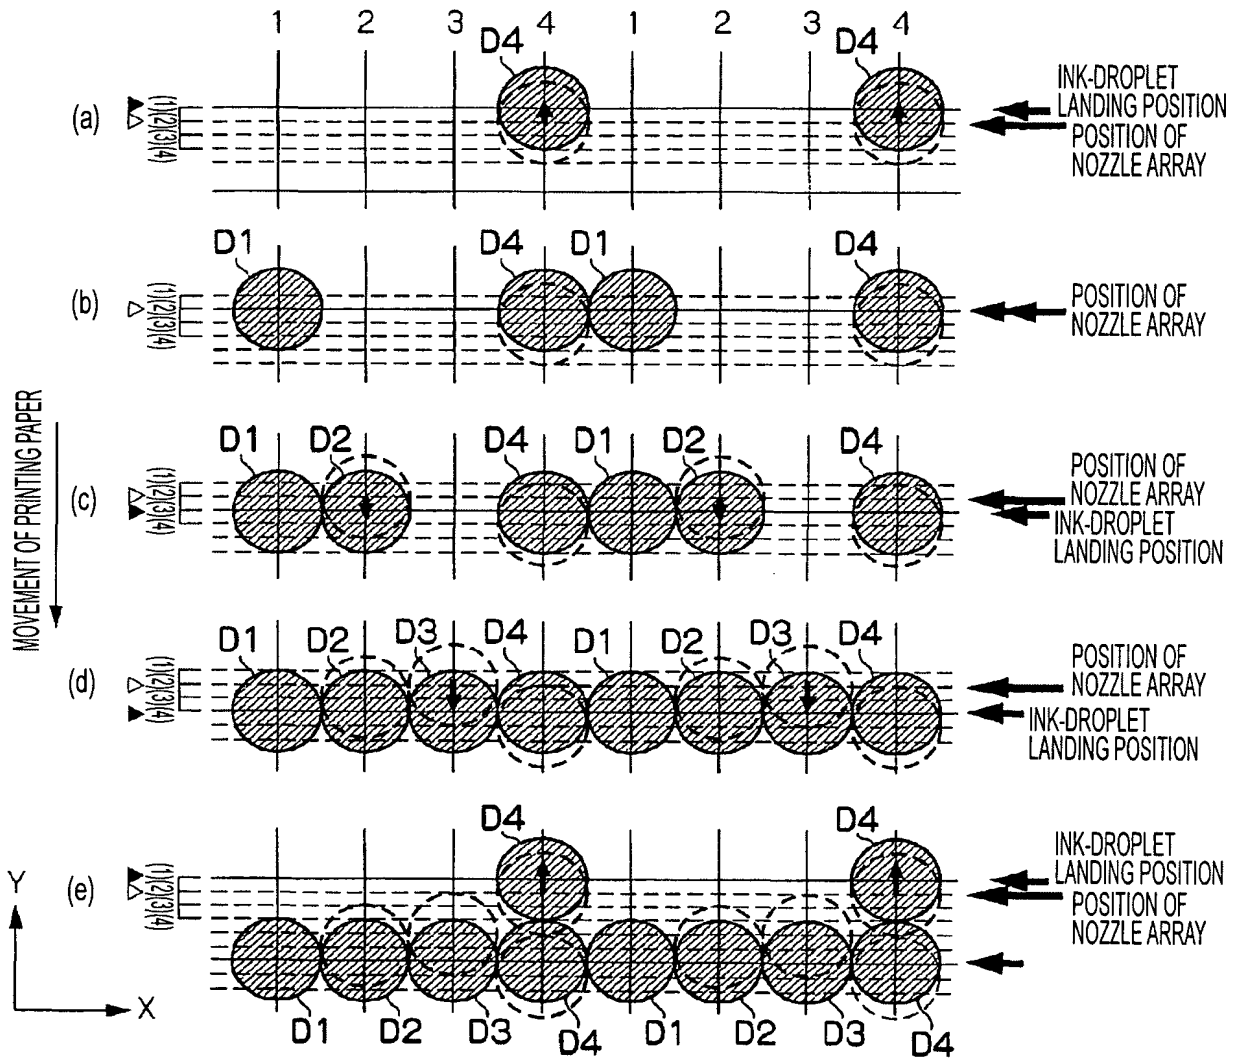 1 2 3 4 1 2 3 4
D4 D4
(a)
(1)(2)(3)(4)
INK-DROPLET
LANDING POSITION
POSITION OF
NOZZLE ARRAY
D1 D4 D1 D4
(b)
(1)(2)(3)(4)
POSITION OF
NOZZLE ARRAY
MOVEMENT OF PRINTING PAPER
D1 D2 D4 D1 D2 D4
(c)
(1)(2)(3)(4)
POSITION OF
NOZZLE ARRAY
INK-DROPLET
LANDING POSITION
D1 D2 D3 D4 D1 D2 D3 D4
(d)
(1)(2)(3)(4)
POSITION OF
NOZZLE ARRAY
INK-DROPLET
LANDING POSITION
D4 D4
(e)
(1)(2)(3)(4)
INK-DROPLET
LANDING POSITION
POSITION OF
NOZZLE ARRAY
Y
X
D1 D2 D3 D4 D1 D2 D3 D4